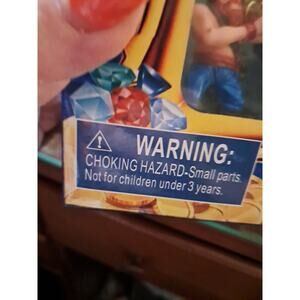 WARNING:
CHOKING HAZARD-Small parts.
Not for children under 3 years.